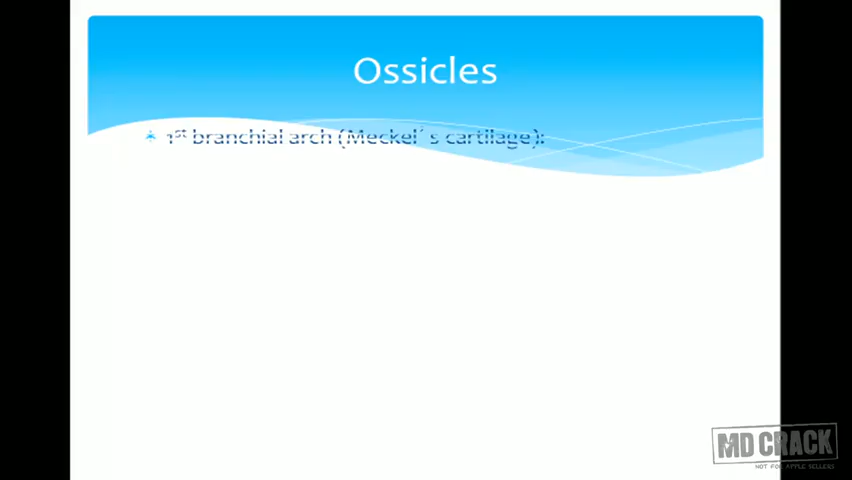 Ossicles
1st branchial arch (Meckel´s cartilage):
MD CRACK
NOT FOR APPLE SELLERS